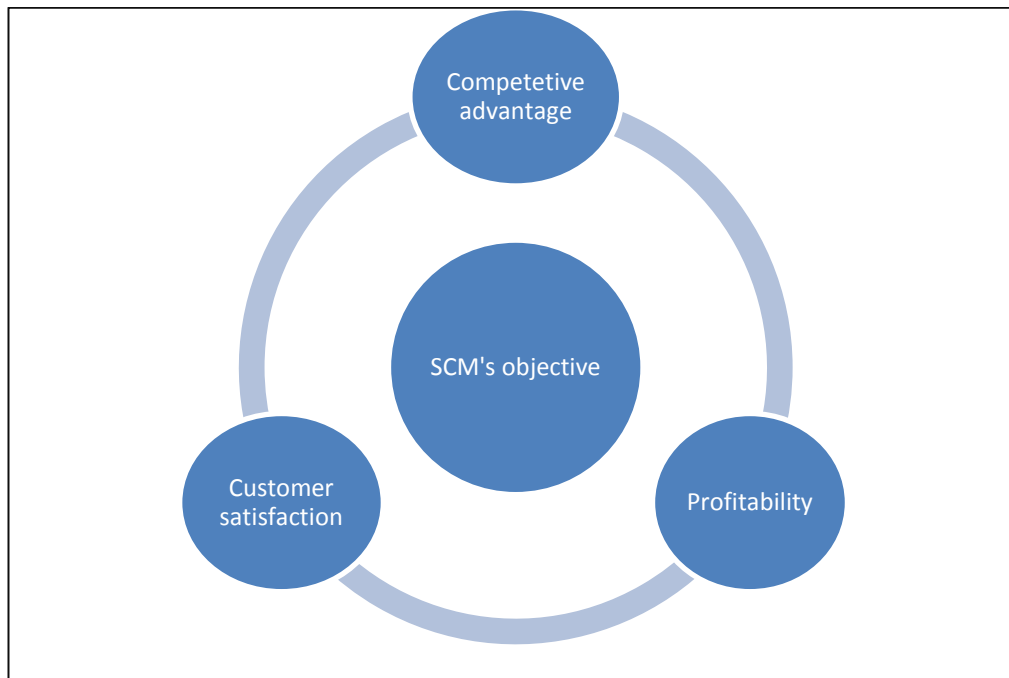 Competetive
advantage
SCM's objective
Customer
satisfaction
Profitability